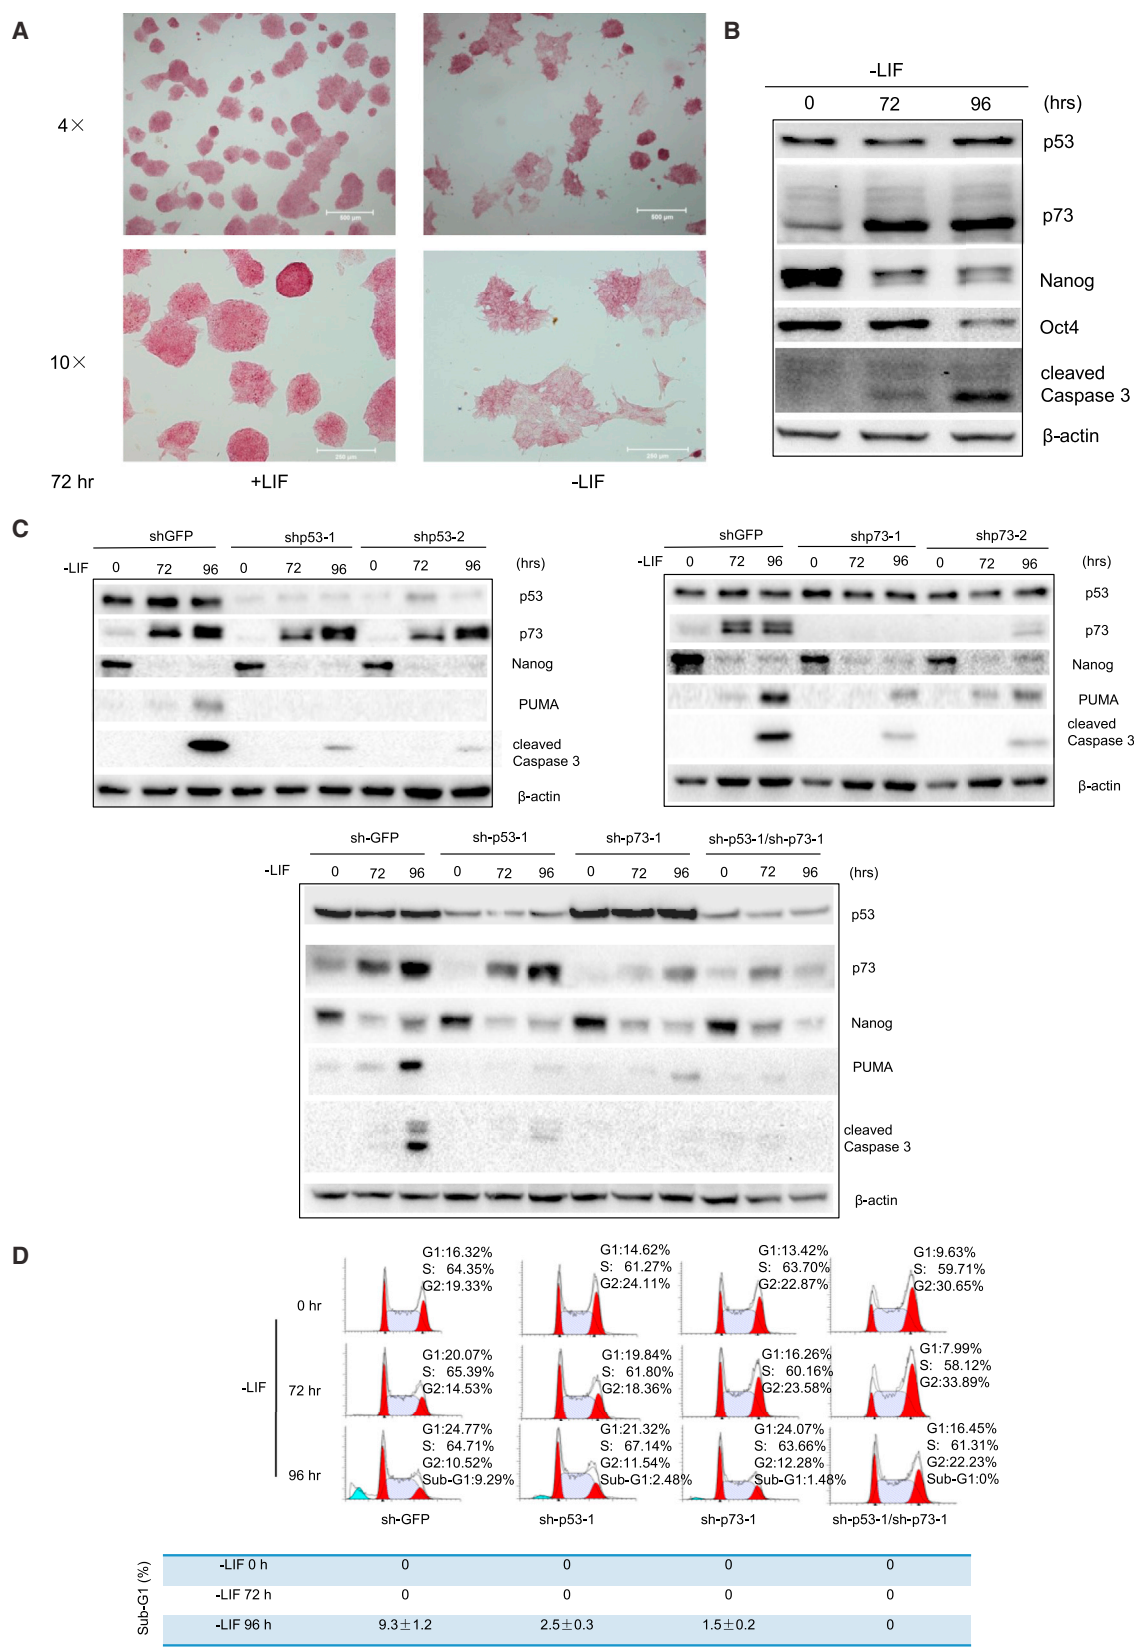 A
4×
500 μm
500 μm
10×
250 μm
250 μm
72 hr
+LIF
-LIF
B
-LIF
0 72 96 (hrs)
p53
p73
Nanog
Oct4
cleaved
Caspase 3
β-actin
C
shGFP shp53-1 shp53-2
-LIF 0 72 96 0 72 96 0 72 96 (hrs)
p53
p73
Nanog
PUMA
cleaved
Caspase 3
β-actin
shGFP shp73-1 shp73-2
-LIF 0 72 96 0 72 96 0 72 96 (hrs)
p53
p73
Nanog
PUMA
cleaved
Caspase 3
β-actin
sh-GFP sh-p53-1 sh-p73-1 sh-p53-1/sh-p73-1
-LIF 0 72 96 0 72 96 0 72 96 0 72 96 (hrs)
p53
p73
Nanog
PUMA
cleaved
Caspase 3
β-actin
D
-LIF
0 hr
G1:16.32%
S: 64.35%
G2:19.33%
G1:14.62%
S: 61.27%
G2:24.11%
G1:13.42%
S: 63.70%
G2:22.87%
G1:9.63%
S: 59.71%
G2:30.65%
72 hr
G1:20.07%
S: 65.39%
G2:14.53%
G1:19.84%
S: 61.80%
G2:18.36%
G1:16.26%
S: 60.16%
G2:23.58%
G1:7.99%
S: 58.12%
G2:33.89%
96 hr
G1:24.77%
S: 64.71%
G2:10.52%
Sub-G1:9.29%
G1:21.32%
S: 67.14%
G2:11.54%
Sub-G1:2.48%
G1:24.07%
S: 63.66%
G2:12.28%
Sub-G1:1.48%
G1:16.45%
S: 61.31%
G2:22.23%
Sub-G1:0%
sh-GFP sh-p53-1 sh-p73-1 sh-p53-1/sh-p73-1
Sub-G1 (%)
-LIF 0 h 0 0 0 0
-LIF 72 h 0 0 0 0
-LIF 96 h 9.3±1.2 2.5±0.3 1.5±0.2 0